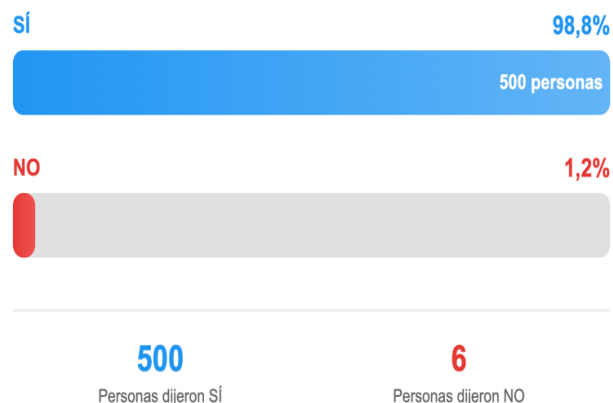 SÍ 98,8%
500 personas
NO 1,2%
500 6
Personas dijeron SÍ Personas dijeron NO